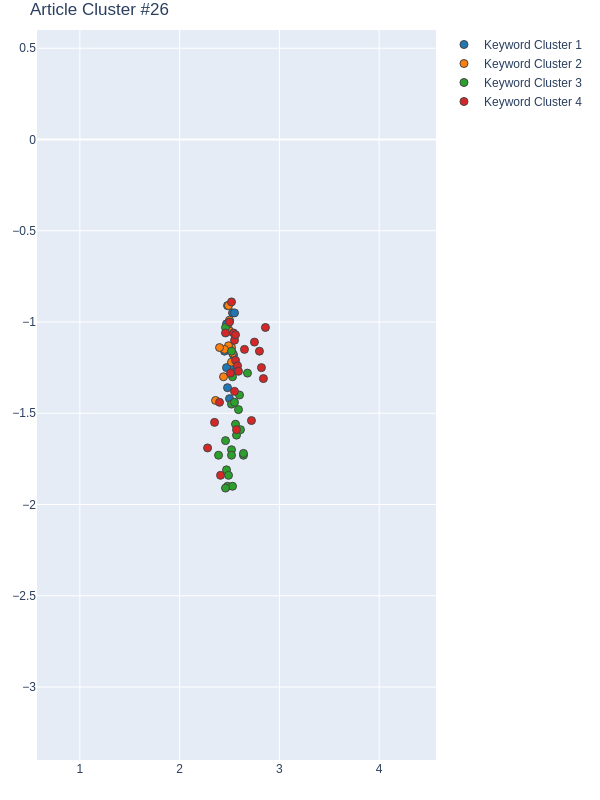 Article Cluster #26
Keyword Cluster 1
Keyword Cluster 2
Keyword Cluster 3
Keyword Cluster 4
0.5
0
−0.5
−1
−1.5
−2
−2.5
−3
1 2 3 4